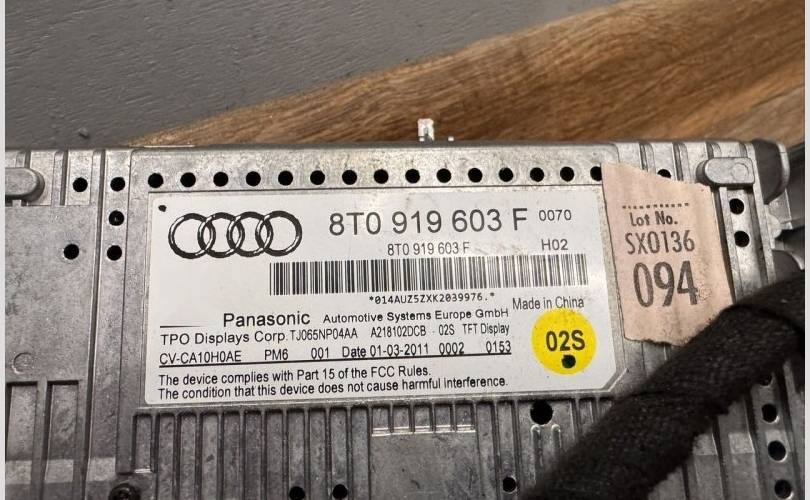 8T0 919 603 F 0070
8T0 919 603 F H02
*014AUZ5ZXK2039976.*
Made in China
Panasonic Automotive Systems Europe GmbH
TPO Displays Corp. TJ065NP04AA A218102DCB - 02S TFT Display
CV-CA10H0AE PM6 001 Date 01-03-2011 0002 0153
The device complies with Part 15 of the FCC Rules.
The condition that this device does not cause harmful interference.
02S
Lot No.
SX0136
094